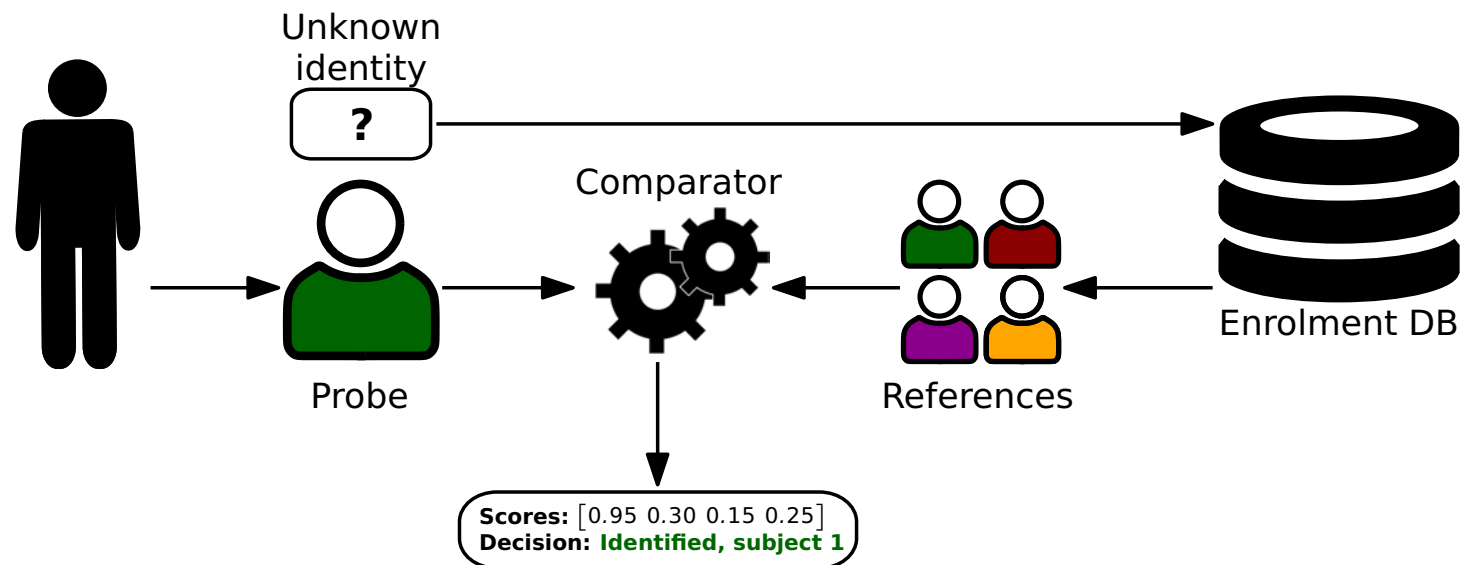 Unknown
identity
?
Comparator
Enrolment DB
Probe
References
Scores: [0.95 0.30 0.15 0.25]
Decision: Identified, subject 1